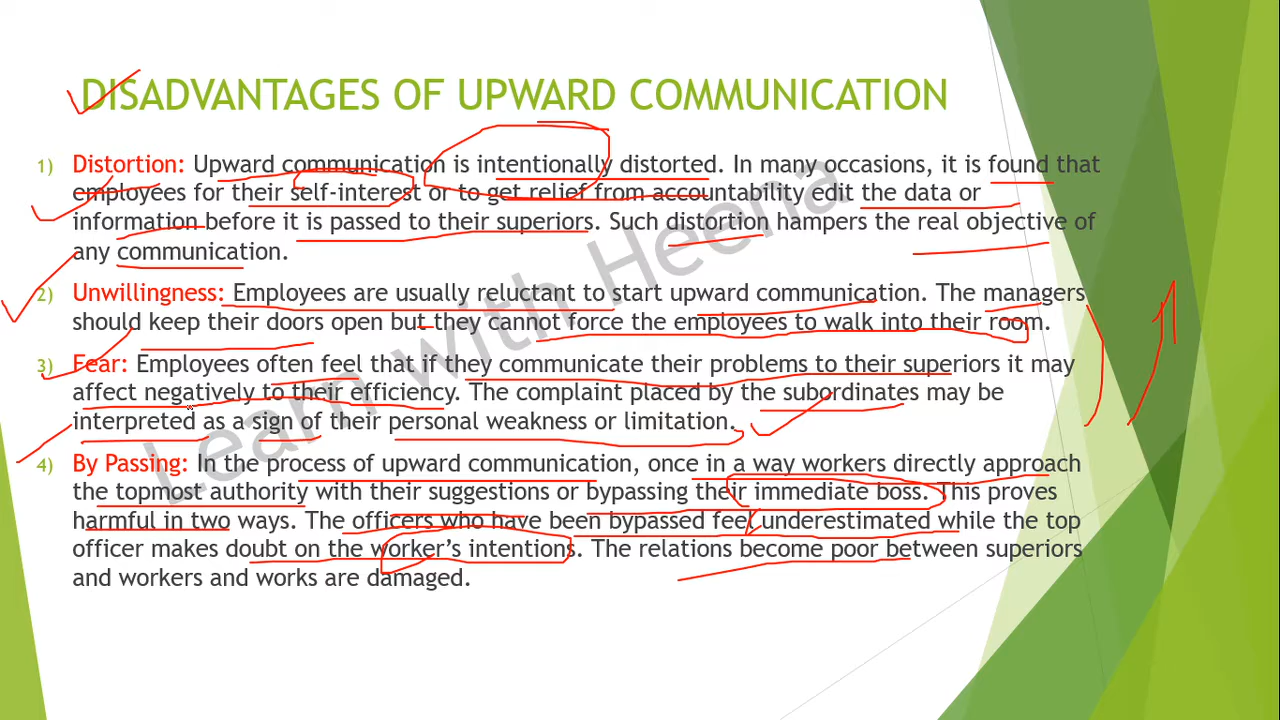 DISADVANTAGES OF UPWARD COMMUNICATION
1) Distortion: Upward communication is intentionally distorted. In many occasions, it is found that
employees for their self-interest or to get relief from accountability edit the data or
information before it is passed to their superiors. Such distortion hampers the real objective of
any communication.
2) Unwillingness: Employees are usually reluctant to start upward communication. The managers
should keep their doors open but they cannot force the employees to walk into their room.
3) Fear: Employees often feel that if they communicate their problems to their superiors it may
affect negatively to their efficiency. The complaint placed by the subordinates may be
interpreted as a sign of their personal weakness or limitation.
4) By Passing: In the process of upward communication, once in a way workers directly approach
the topmost authority with their suggestions or bypassing their immediate boss. This proves
harmful in two ways. The officers who have been bypassed feel underestimated while the top
officer makes doubt on the worker's intentions. The relations become poor between superiors
and workers and works are damaged.
Learn with Heena